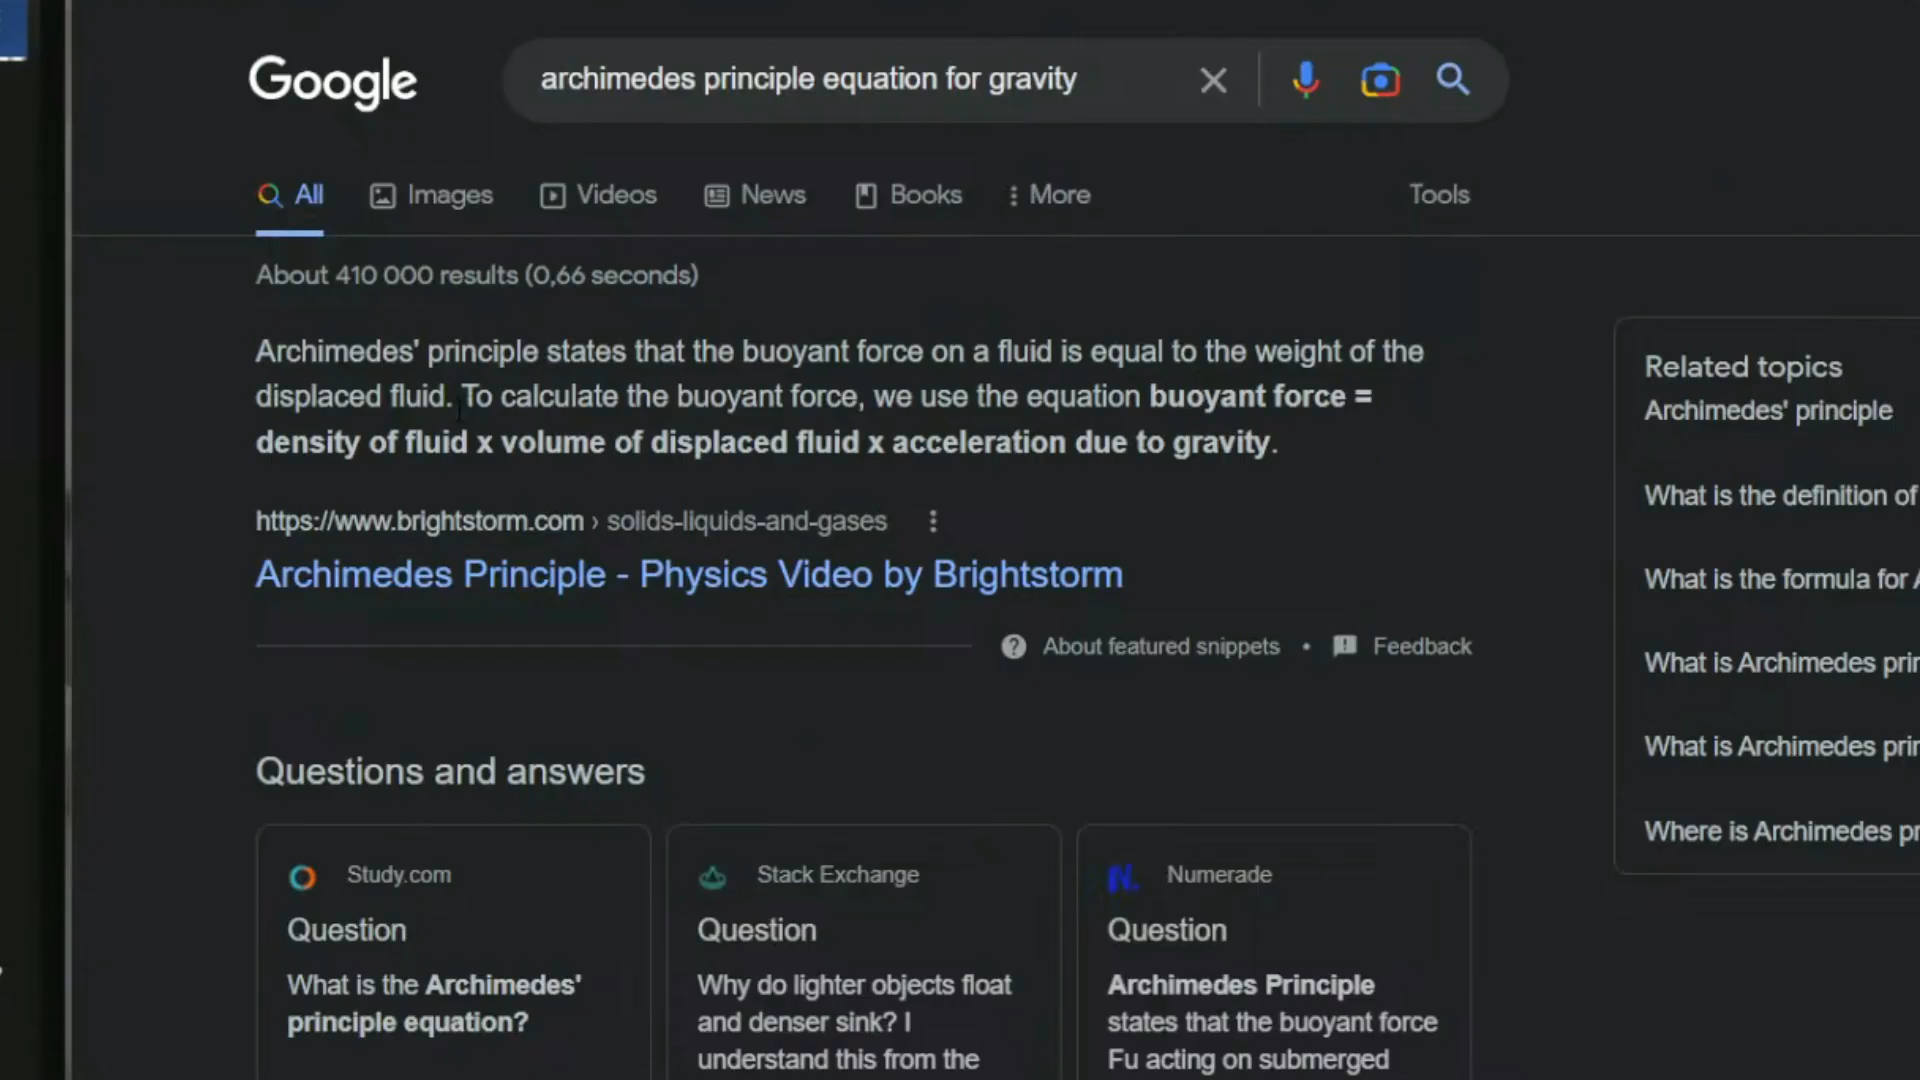 Google
archimedes principle equation for gravity
All
Images
Videos
News
Books
More
Tools
About 410 000 results (0,66 seconds)
Archimedes' principle states that the buoyant force on a fluid is equal to the weight of the
displaced fluid. To calculate the buoyant force, we use the equation buoyant force =
density of fluid x volume of displaced fluid x acceleration due to gravity.
https://www.brightstorm.com › solids-liquids-and-gases
Archimedes Principle - Physics Video by Brightstorm
About featured snippets • Feedback
Questions and answers
Study.com
Question
What is the Archimedes'
principle equation?
Stack Exchange
Question
Why do lighter objects float
and denser sink? I
understand this from the
Numerade
Question
Archimedes Principle
states that the buoyant force
Fu acting on submerged
Related topics
Archimedes' principle
What is the definition of
What is the formula for
What is Archimedes
What is Archimedes
Where is Archimedes